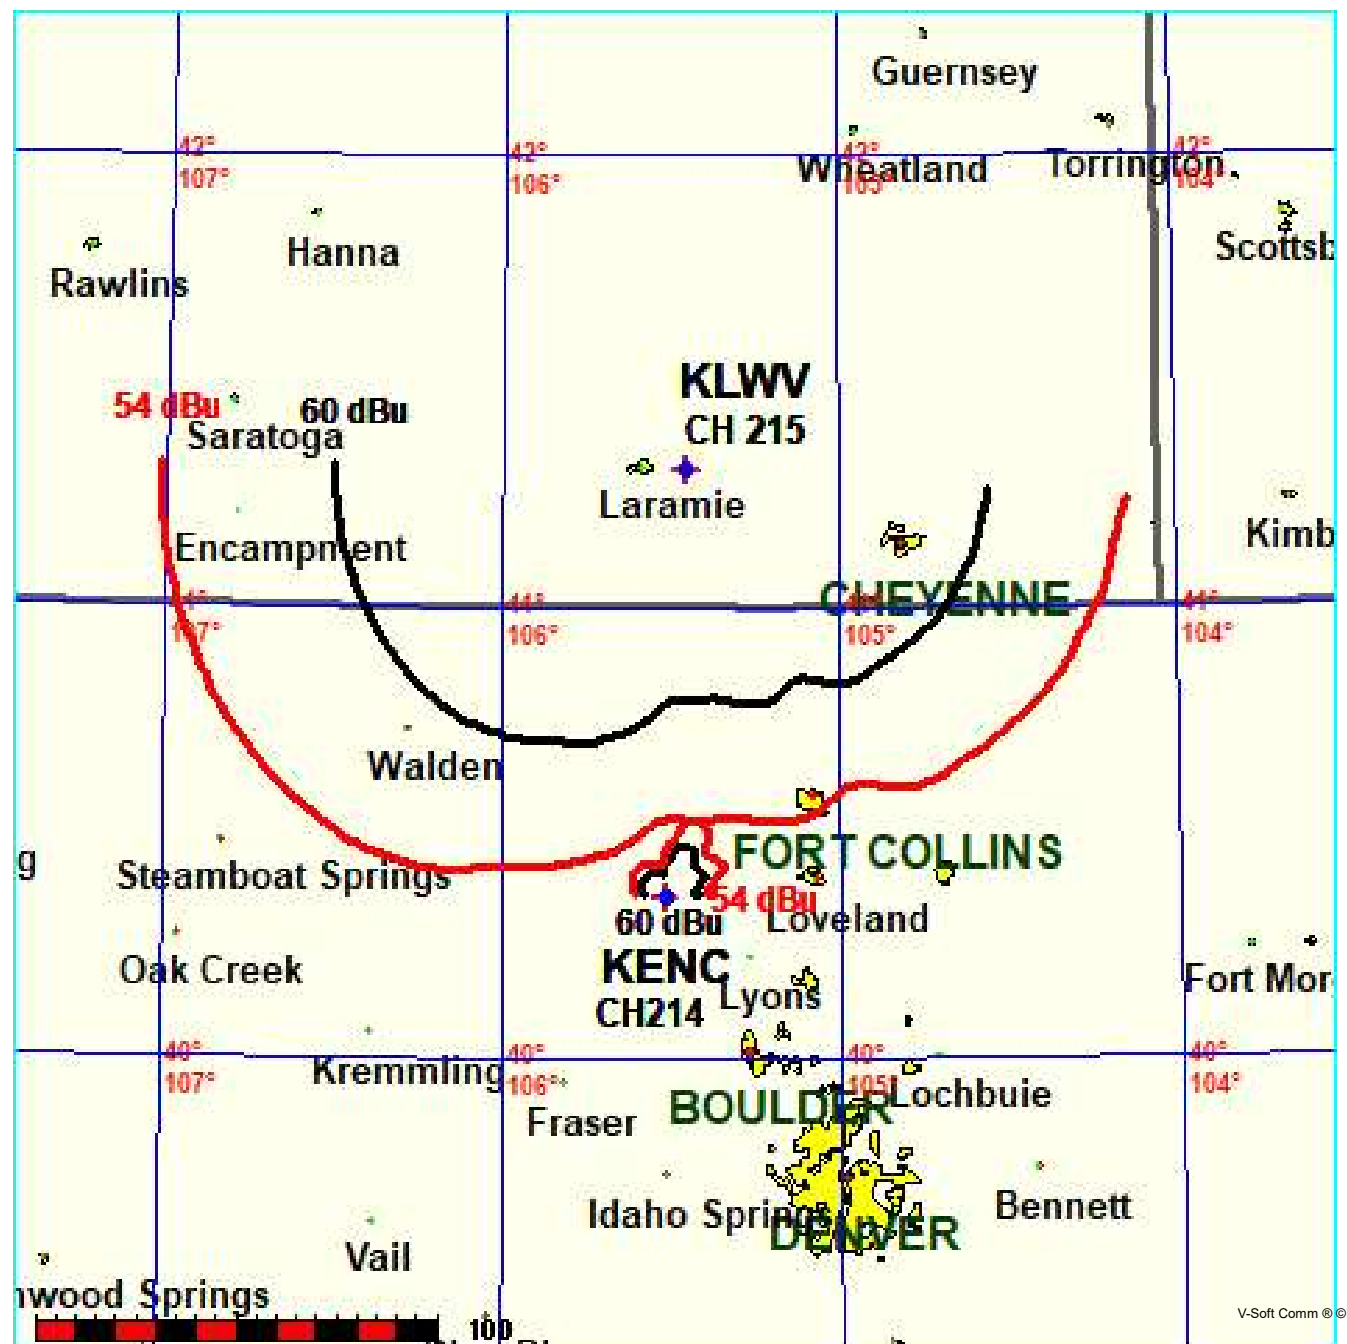 Guernsey
42°
107°
42°
106°
42°
105°
42°
104°
Wheatland
Torrington
Hanna
Rawlins
Scottsb
KLWV
CH 215
54 dBu
60 dBu
Saratoga
Laramie
Kimb
Encampment
CHEYENNE
107°
41°
106°
41°
105°
41°
104°
Walden
g
Steamboat Springs
FORT COLLINS
54 dBu
60 dBu
Loveland
KENC
CH214
Lyons
Oak Creek
Fort Mor
40°
107°
40°
106°
40°
105°
40°
104°
Kremmling
Fraser
BOULDER
Lochbuie
Idaho Springs
DENVER
Bennett
Vail
nwood Springs
100
V-Soft Comm ® ©